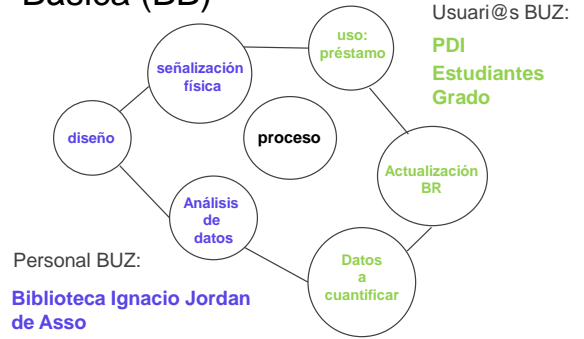 Básica (BB)
Usuari@s BUZ:
PDI
Estudiantes
Grado
uso:
préstamo
señalización
física
diseño
proceso
Actualización
BR
Análisis
de
datos
Datos
a
cuantificar
Personal BUZ:
Biblioteca Ignacio Jordan
de Asso